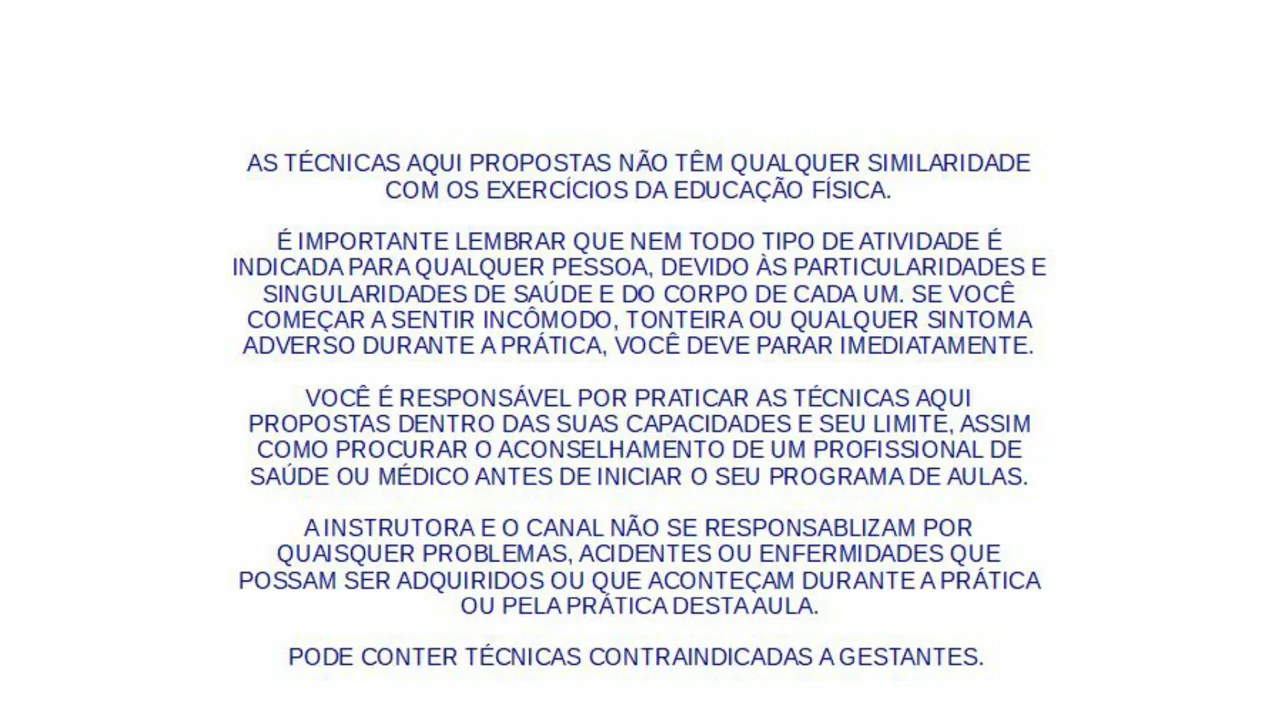 AS TÉCNICAS AQUI PROPOSTAS NÃO TÊM QUALQUER SIMILARIDADE
COM OS EXERCÍCIOS DA EDUCAÇÃO FÍSICA.
É IMPORTANTE LEMBRAR QUE NEM TODO TIPO DE ATIVIDADE É
INDICADA PARA QUALQUER PESSOA, DEVIDO ÀS PARTICULARIDADES E
SINGULARIDADES DE SAÚDE E DO CORPO DE CADA UM. SE VOCÊ
COMEÇAR A SENTIR INCÔMODO, TONTEIRA OU QUALQUER SINTOMA
ADVERSO DURANTE A PRÁTICA, VOCÊ DEVE PARAR IMEDIATAMENTE.
VOCÊ É RESPONSÁVEL POR PRATICAR AS TÉCNICAS AQUI
PROPOSTAS DENTRO DAS SUAS CAPACIDADES E SEU LIMITE, ASSIM
COMO PROCURAR O ACONSELHAMENTO DE UM PROFISSIONAL DE
SAÚDE OU MÉDICO ANTES DE INICIAR O SEU PROGRAMA DE AULAS.
A INSTRUTORA E O CANAL NÃO SE RESPONSABLIZAM POR
QUAISQUER PROBLEMAS, ACIDENTES OU ENFERMIDADES QUE
POSSAM SER ADQUIRIDOS OU QUE ACONTEÇAM DURANTE A PRÁTICA
OU PELA PRÁTICA DESTA AULA.
PODE CONTER TÉCNICAS CONTRAINDICADAS A GESTANTES.